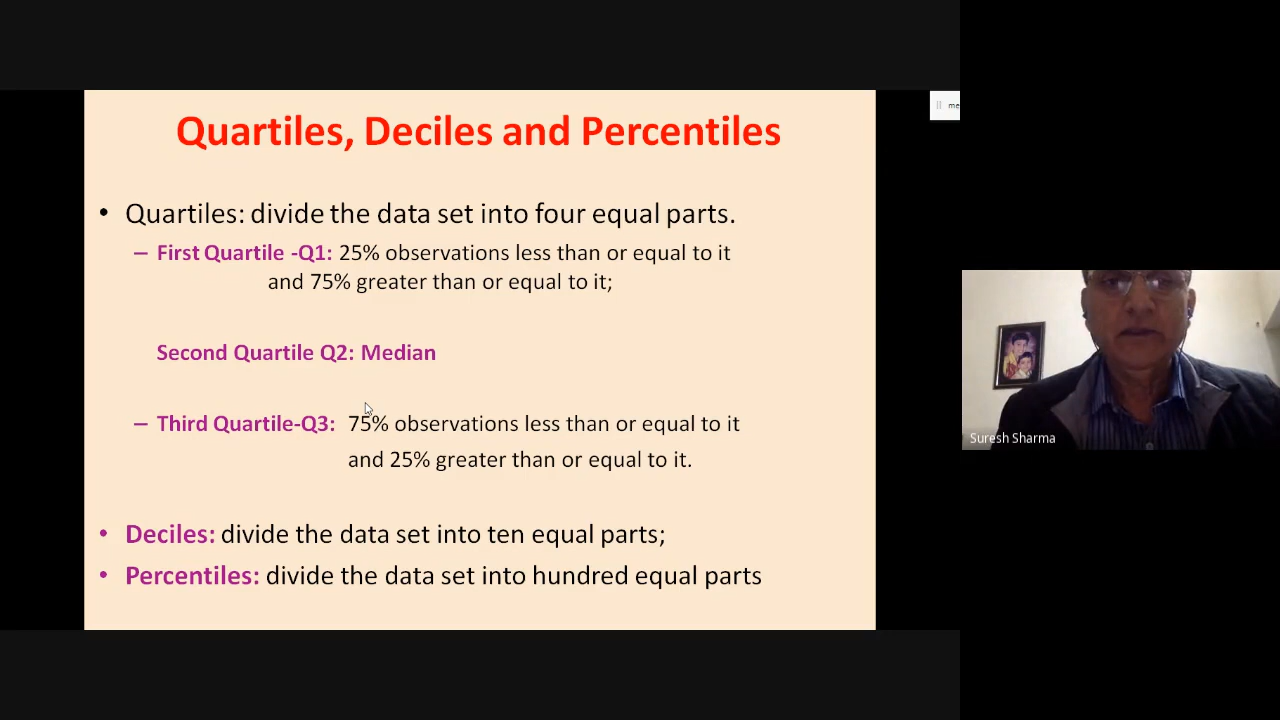 Quartiles, Deciles and Percentiles
• Quartiles: divide the data set into four equal parts.
– First Quartile -Q1: 25% observations less than or equal to it
and 75% greater than or equal to it;
Second Quartile Q2: Median
– Third Quartile-Q3: 75% observations less than or equal to it
and 25% greater than or equal to it.
• Deciles: divide the data set into ten equal parts;
• Percentiles: divide the data set into hundred equal parts
me
Suresh Sharma